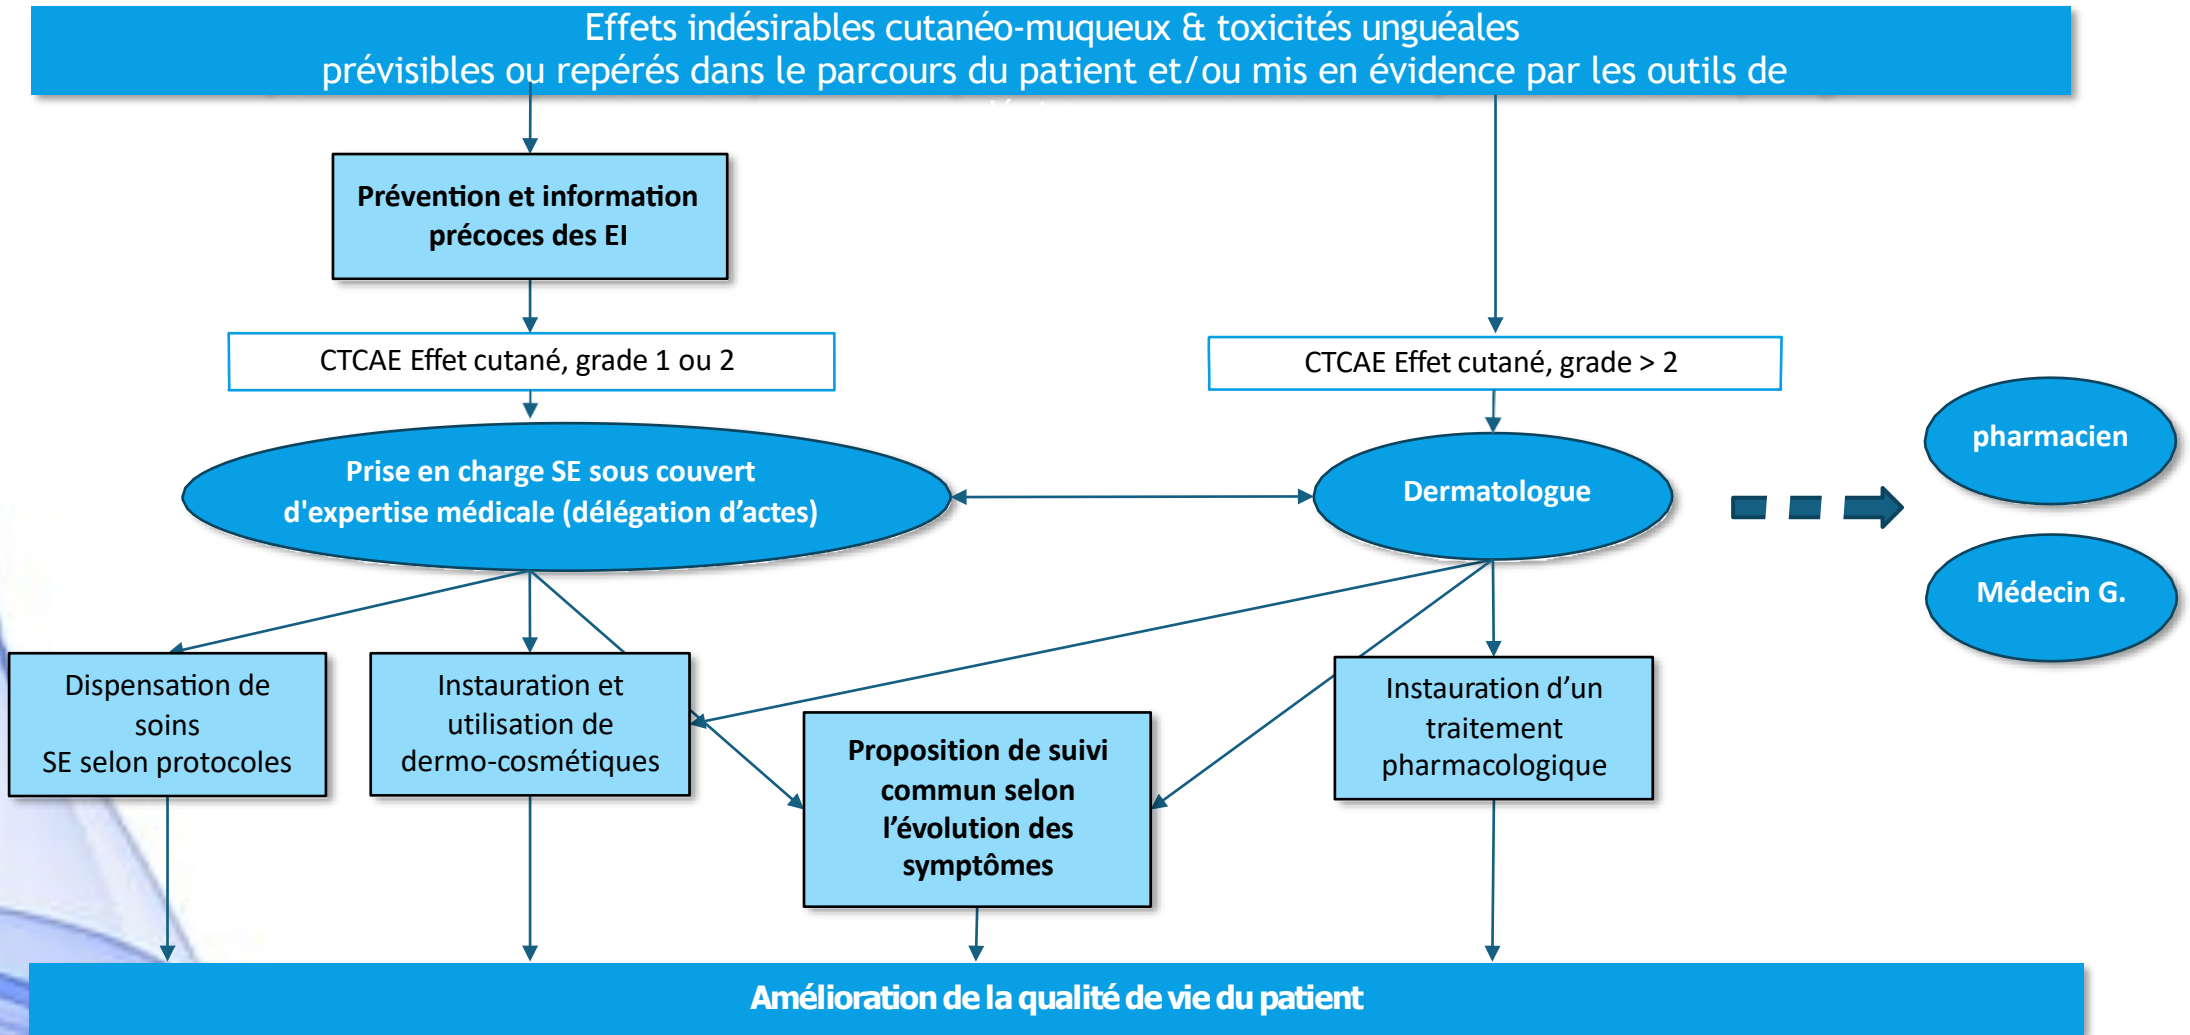 Effets indésirables cutanéo-muqueux & toxicités unguéales
prévisibles ou repérés dans le parcours du patient et/ou mis en évidence par les outils de
Prévention et information
précoces des EI
CTCAE Effet cutané, grade 1 ou 2
CTCAE Effet cutané, grade > 2
Prise en charge SE sous couvert
d'expertise médicale (délégation d’actes)
Dermatologue
pharmacien
Médecin G.
Dispensation de
soins
SE selon protocoles
Instauration et
utilisation de
dermo-cosmétiques
Proposition de suivi
commun selon
l’évolution des
symptômes
Instauration d’un
traitement
pharmacologique
Amélioration de la qualité de vie du patient